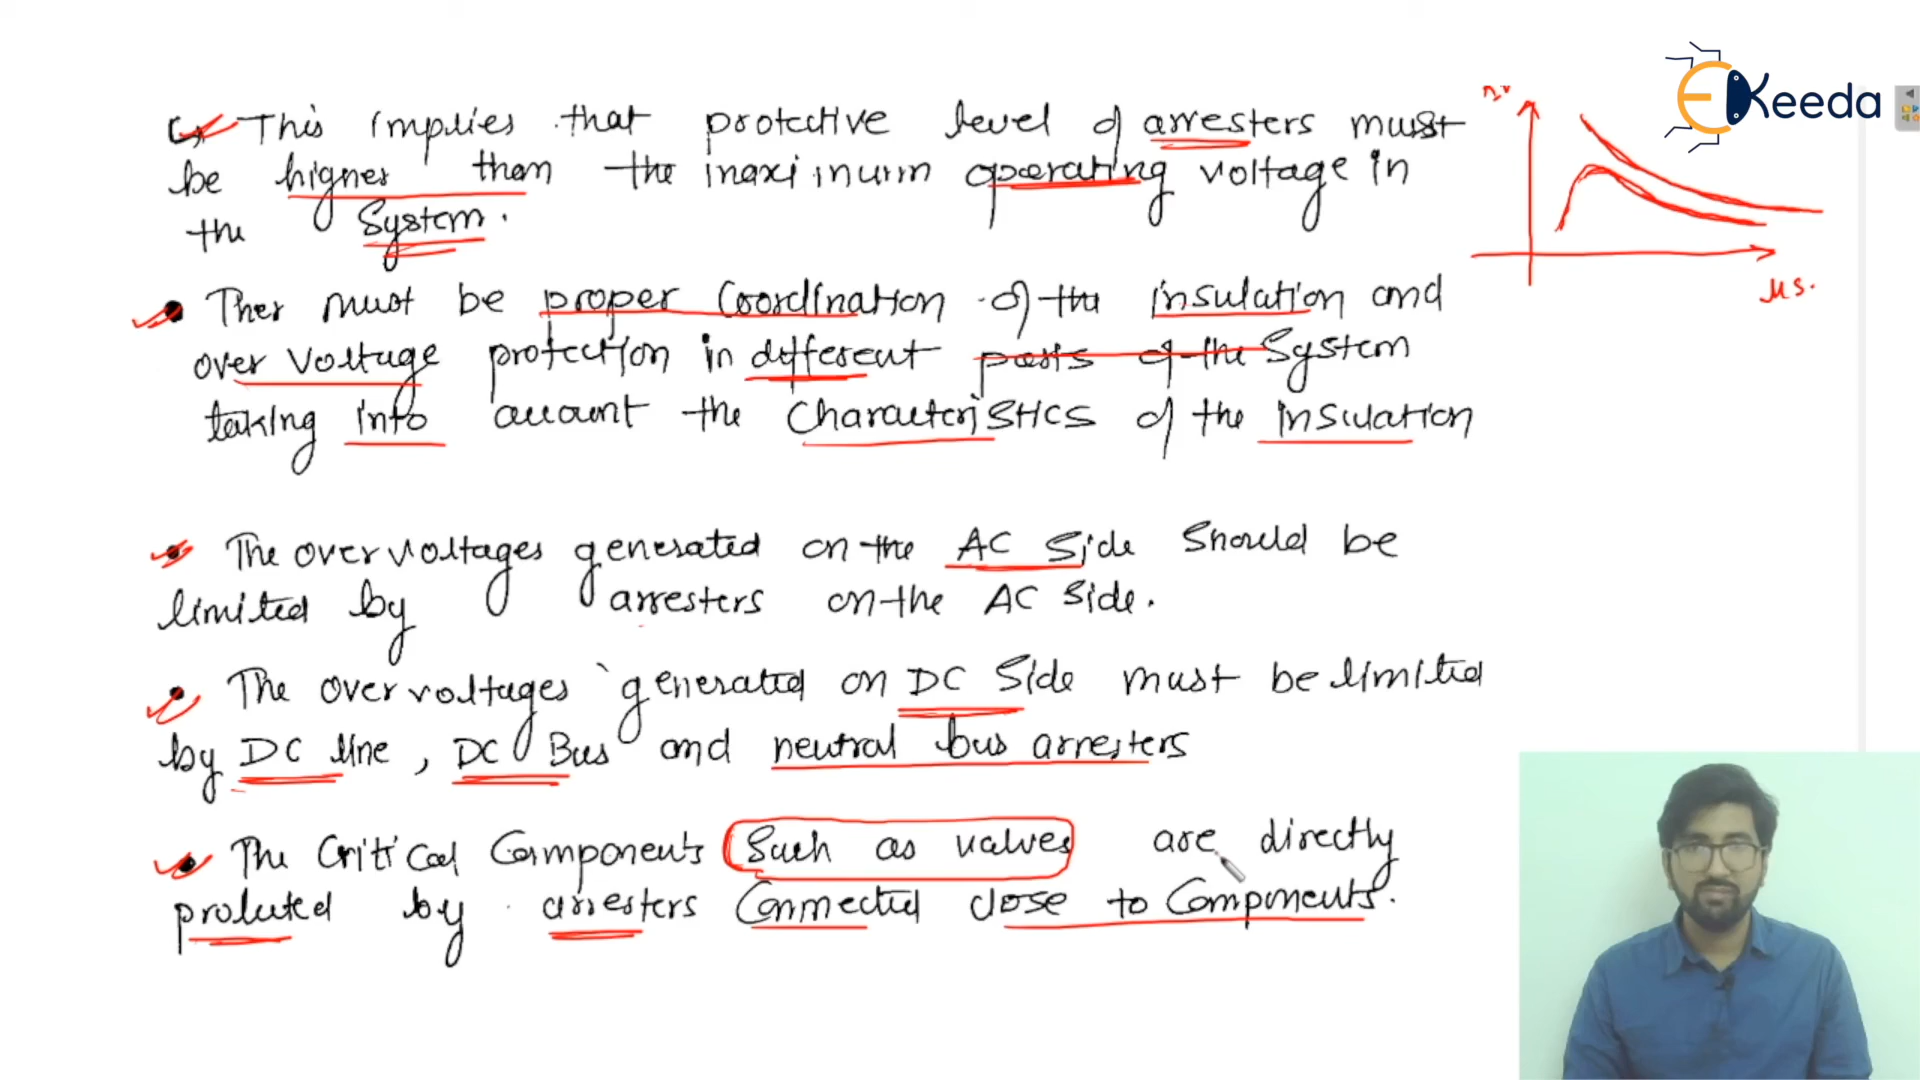 EKeeda
This implies that protective level of arresters must
be higher than the maximum operating voltage in
the System.
Ther must be proper Coordination of the insulation and
over voltage protection in different parts of the System
taking into account the Characteristics of the insulation
The over voltages generated on the AC Side Should be
limited by arresters on the AC Side.
The over voltages generated on DC Side must be limited
by DC line, DC Bus and neutral bus arresters
The Critical Components Such as valves are directly
protected by arresters Connected close to Components.
μs.